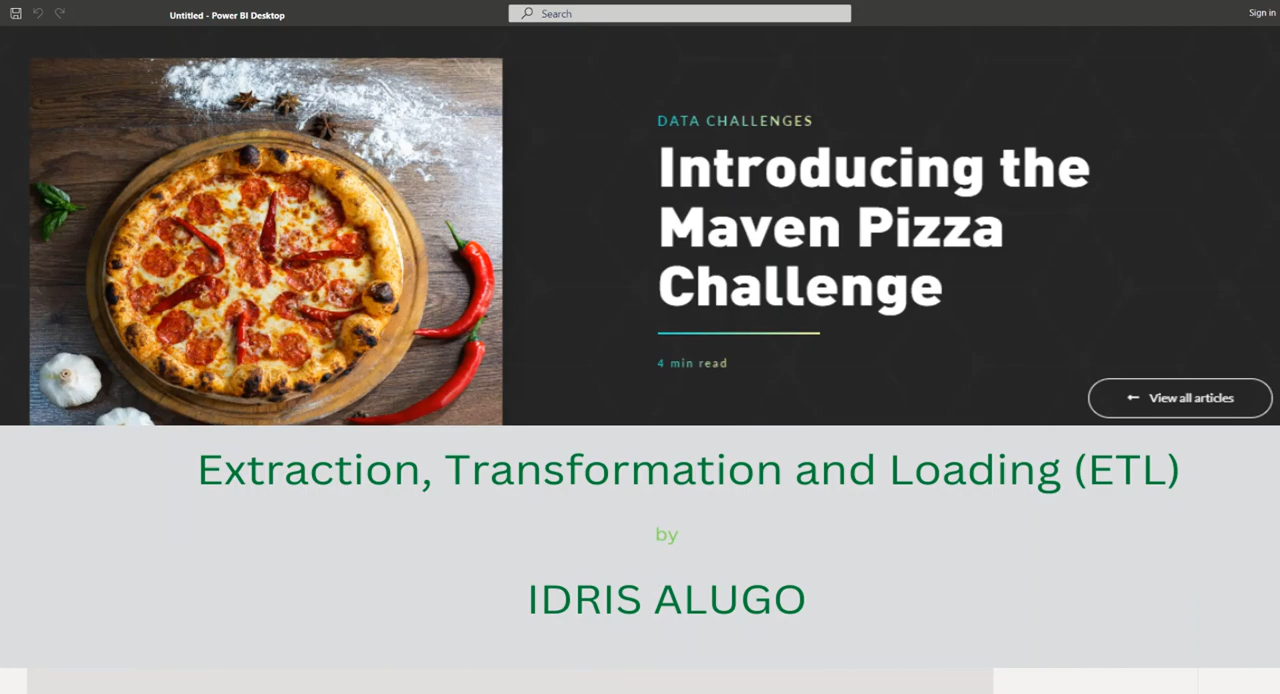 Untitled - Power BI Desktop
Search
Sign in
DATA CHALLENGES
Introducing the
Maven Pizza
Challenge
4 min read
← View all articles
Extraction, Transformation and Loading (ETL)
by
IDRIS ALUGO